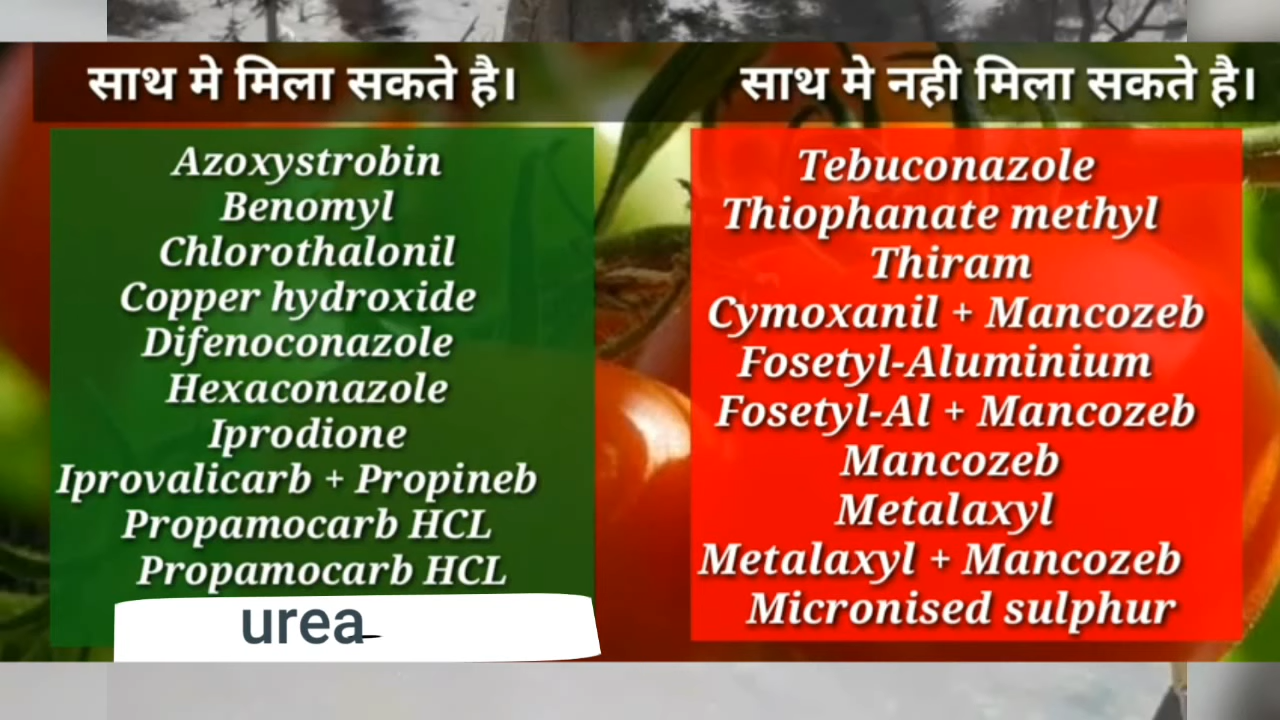 साथ मे मिला सकते है।
Azoxystrobin
Benomyl
Chlorothalonil
Copper hydroxide
Difenoconazole
Hexaconazole
Iprodione
Iprovalicarb + Propineb
Propamocarb HCL
Propamocarb HCL
urea
साथ मे नही मिला सकते है।
Tebuconazole
Thiophanate methyl
Thiram
Cymoxanil + Mancozeb
Fosetyl-Aluminium
Fosetyl-Al + Mancozeb
Mancozeb
Metalaxyl
Metalaxyl + Mancozeb
Micronised sulphur